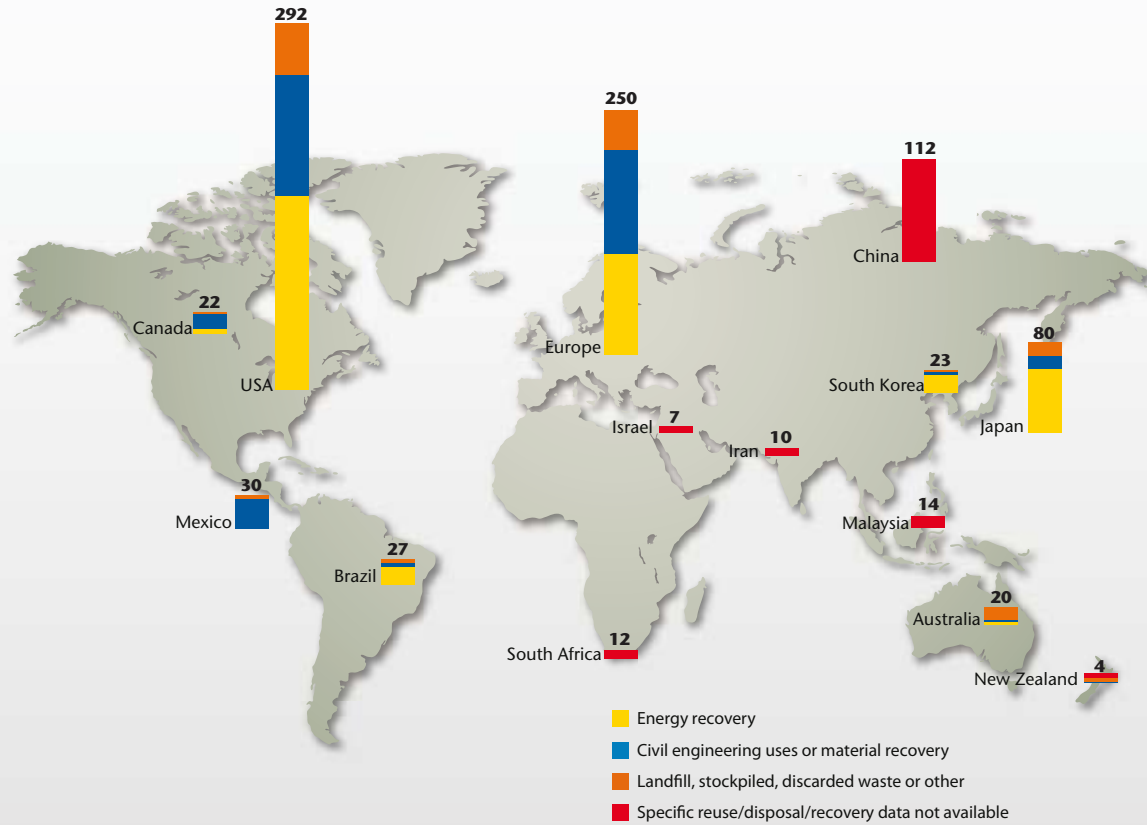 292
250
112
China
22
Canada
USA
Europe
80
23
South Korea
Japan
7
Israel
10
Iran
30
Mexico
14
Malaysia
27
Brazil
20
Australia
12
South Africa
4
New Zealand
Energy recovery
Civil engineering uses or material recovery
Landfill, stockpiled, discarded waste or other
Specific reuse/disposal/recovery data not available